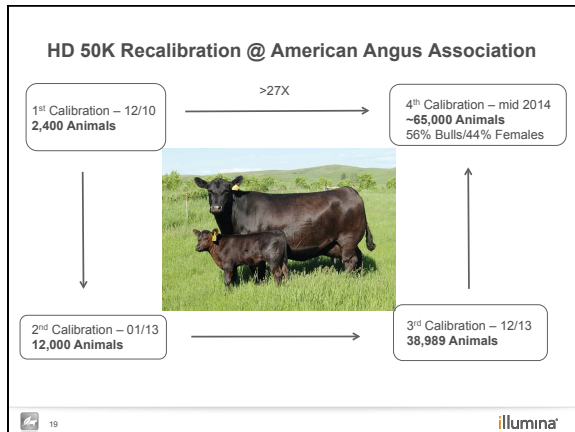 HD 50K Recalibration @ American Angus Association
1st Calibration – 12/10
2,400 Animals
>27X
4th Calibration – mid 2014
~65,000 Animals
56% Bulls/44% Females
2nd Calibration – 01/13
12,000 Animals
3rd Calibration – 12/13
38,989 Animals
19
illumina®